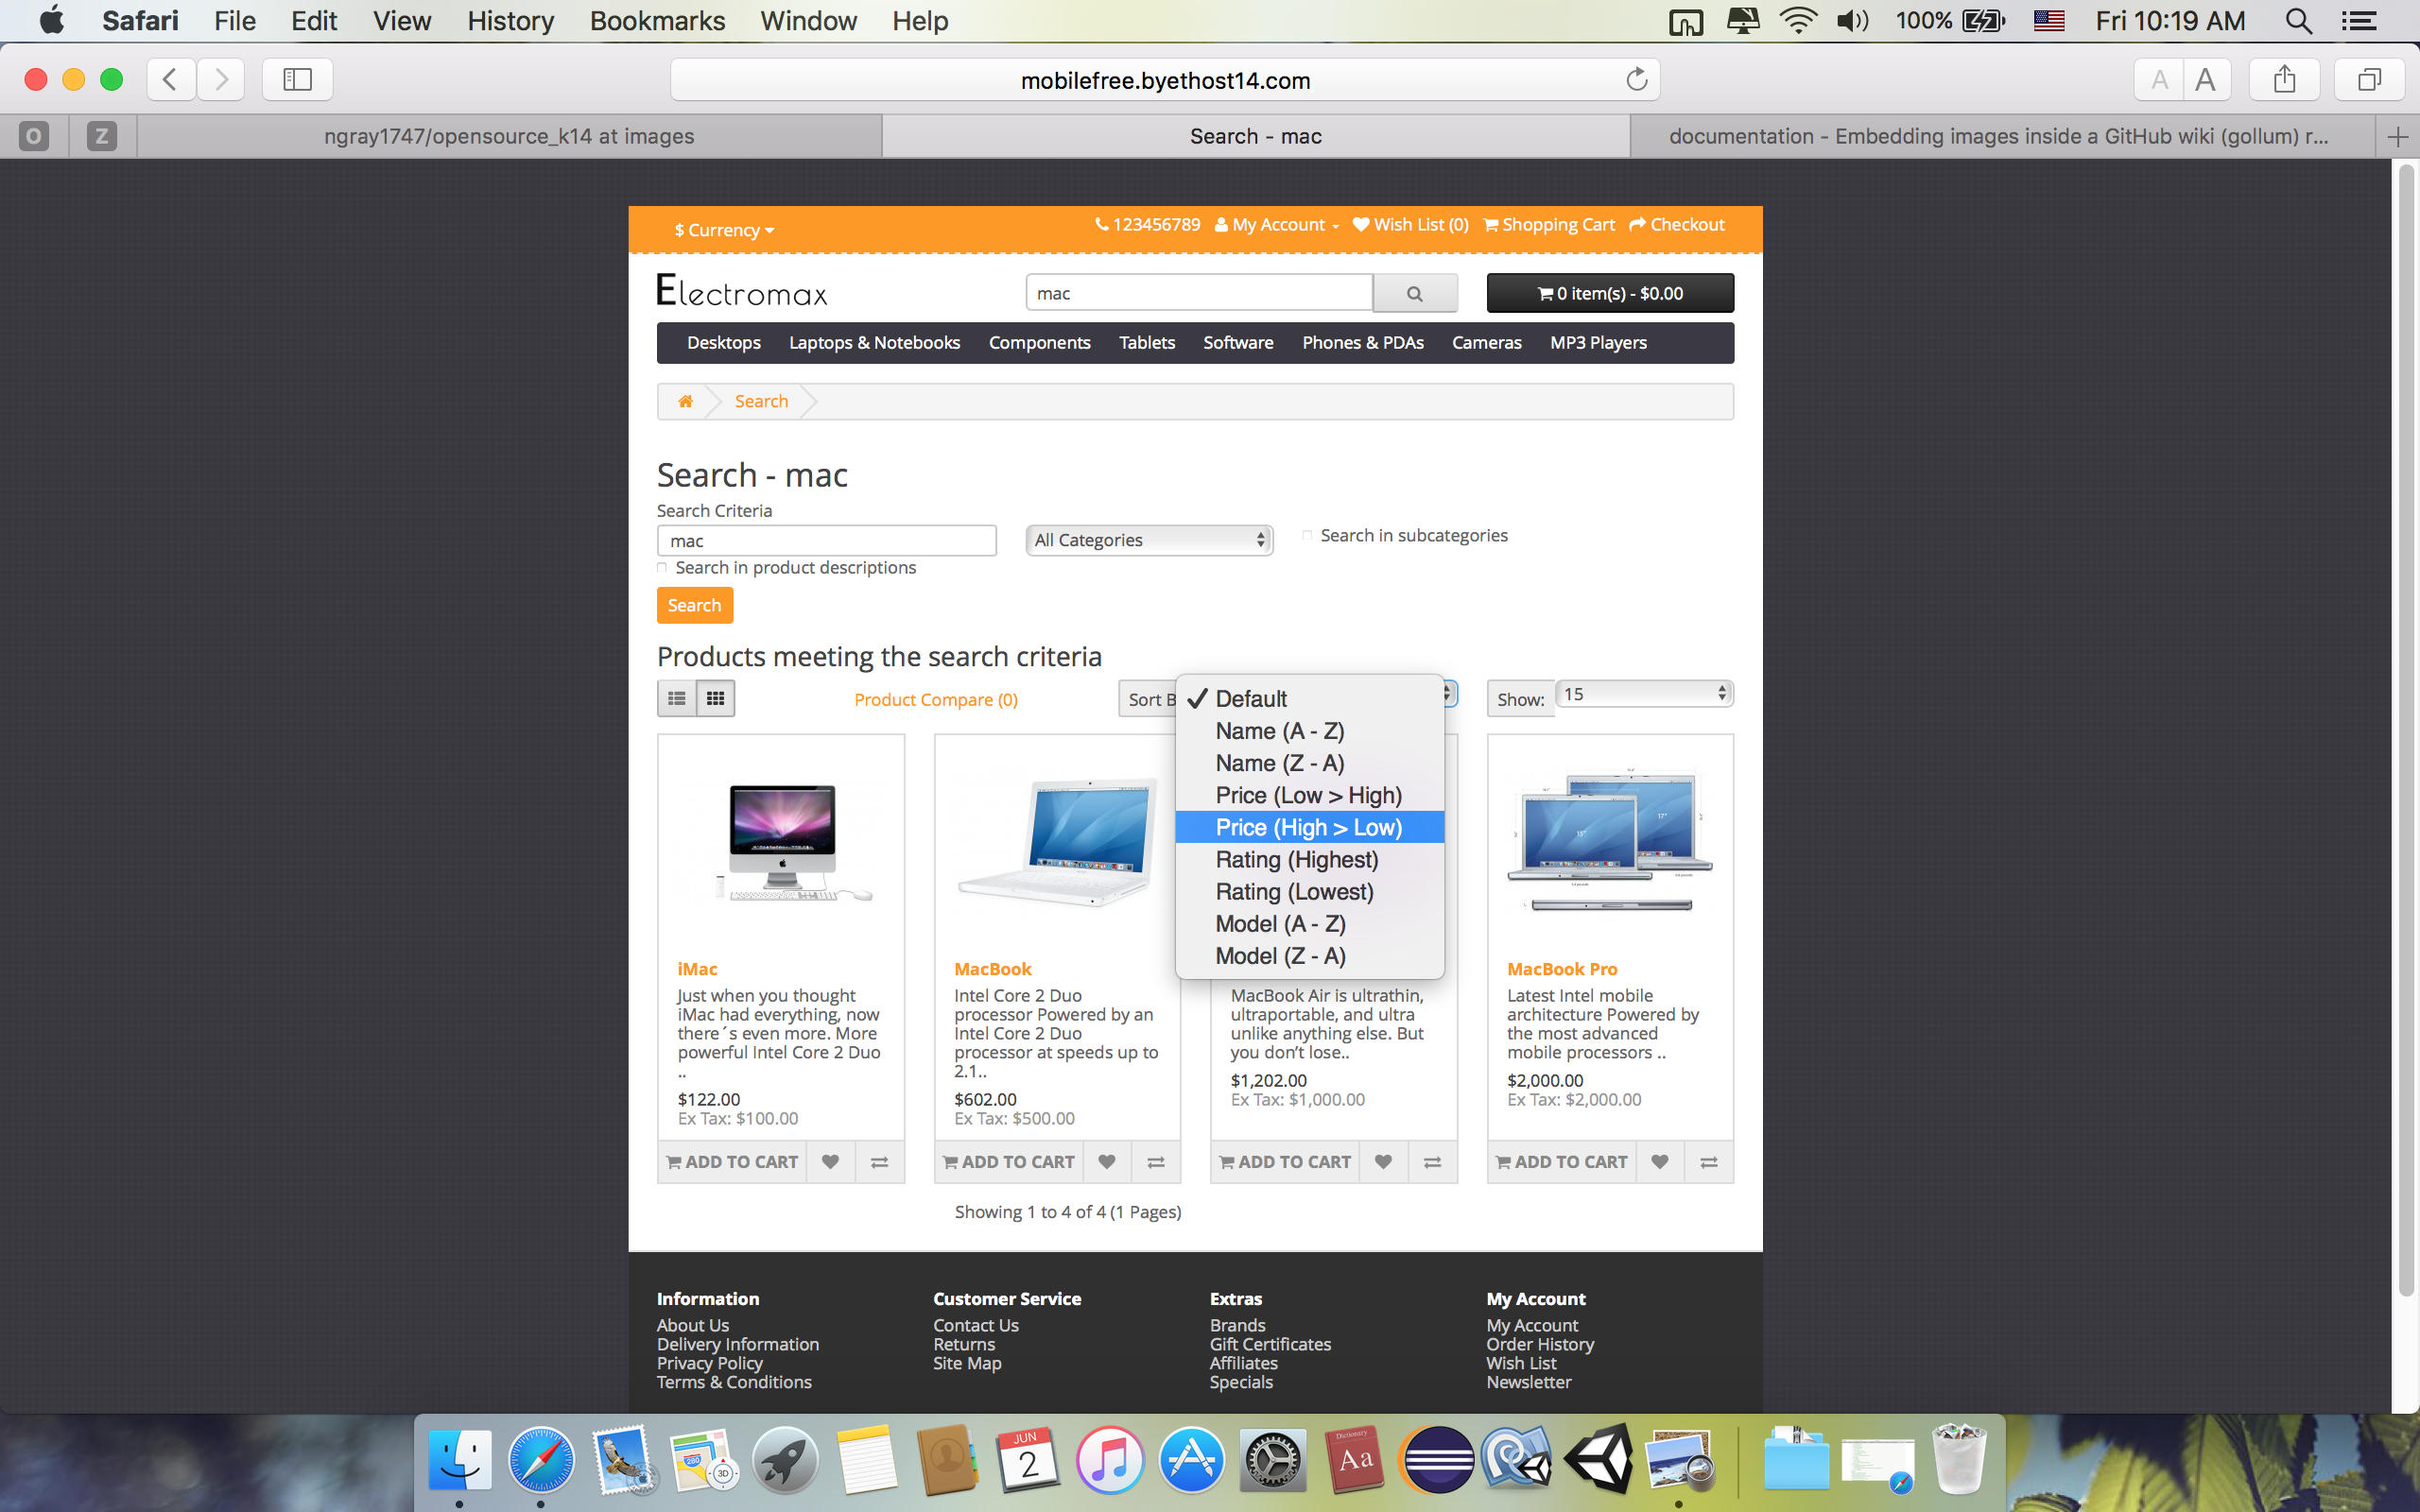 Safari File Edit View History Bookmarks Window Help 100% Fri 10:19 AM
mobilefree.byethost14.com A A
O Z ngray1747/opensource_k14 at images Search - mac documentation - Embedding images inside a GitHub wiki (gollum) r...
$ Currency 123456789 My Account Wish List (0) Shopping Cart Checkout
Electromax mac 0 item(s) - $0.00
Desktops Laptops & Notebooks Components Tablets Software Phones & PDAs Cameras MP3 Players
Search
Search - mac
Search Criteria
mac All Categories Search in subcategories
Search in product descriptions
Search
Products meeting the search criteria
Product Compare (0) Sort B Show: 15
Default
Name (A - Z)
Name (Z - A)
Price (Low > High)
Price (High > Low)
Rating (Highest)
Rating (Lowest)
Model (A - Z)
Model (Z - A)
15"
17"
iMac
Just when you thought
iMac had everything, now
there´s even more. More
powerful Intel Core 2 Duo
..
$122.00
Ex Tax: $100.00
ADD TO CART
MacBook
Intel Core 2 Duo
processor Powered by an
Intel Core 2 Duo
processor at speeds up to
2.1..
$602.00
Ex Tax: $500.00
ADD TO CART
MacBook Air is ultrathin,
ultraportable, and ultra
unlike anything else. But
you don’t lose..
$1,202.00
Ex Tax: $1,000.00
ADD TO CART
MacBook Pro
Latest Intel mobile
architecture Powered by
the most advanced
mobile processors ..
$2,000.00
Ex Tax: $2,000.00
ADD TO CART
Showing 1 to 4 of 4 (1 Pages)
Information
About Us
Delivery Information
Privacy Policy
Terms & Conditions
Customer Service
Contact Us
Returns
Site Map
Extras
Brands
Gift Certificates
Affiliates
Specials
My Account
My Account
Order History
Wish List
Newsletter
280
3D
JUN
2
Dictionary
Aa